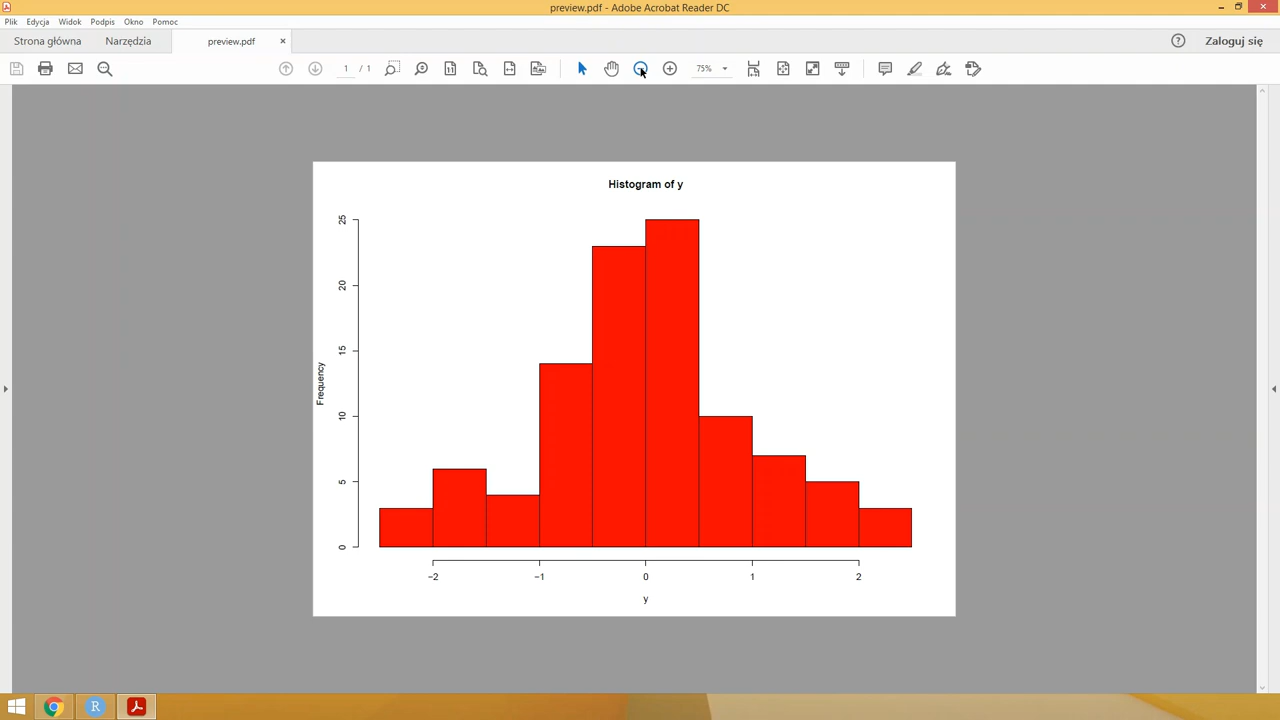 preview.pdf - Adobe Acrobat Reader DC
Plik Edycja Widok Podpis Okno Pomoc
Strona główna Narzędzia preview.pdf × ? Zaloguj się
1 / 1 75%
Histogram of y
Frequency
25
20
15
10
5
0
−2 −1 0 1 2
y
R